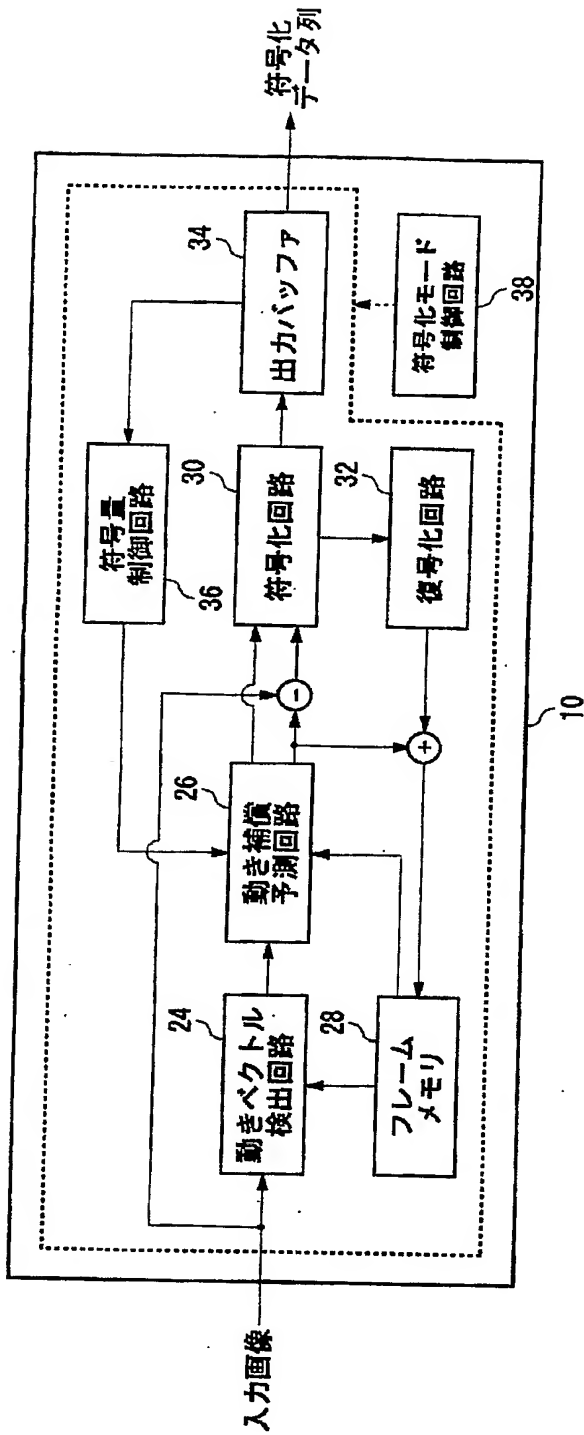 入力画像
動きベクトル
検出回路
24
フレーム
メモリ
28
動き補償
予測回路
26
符号量
制御回路
36
-
+
符号化回路
30
復号化回路
32
出力バッファ
34
符号化モード
制御回路
38
符号化
データ列
10